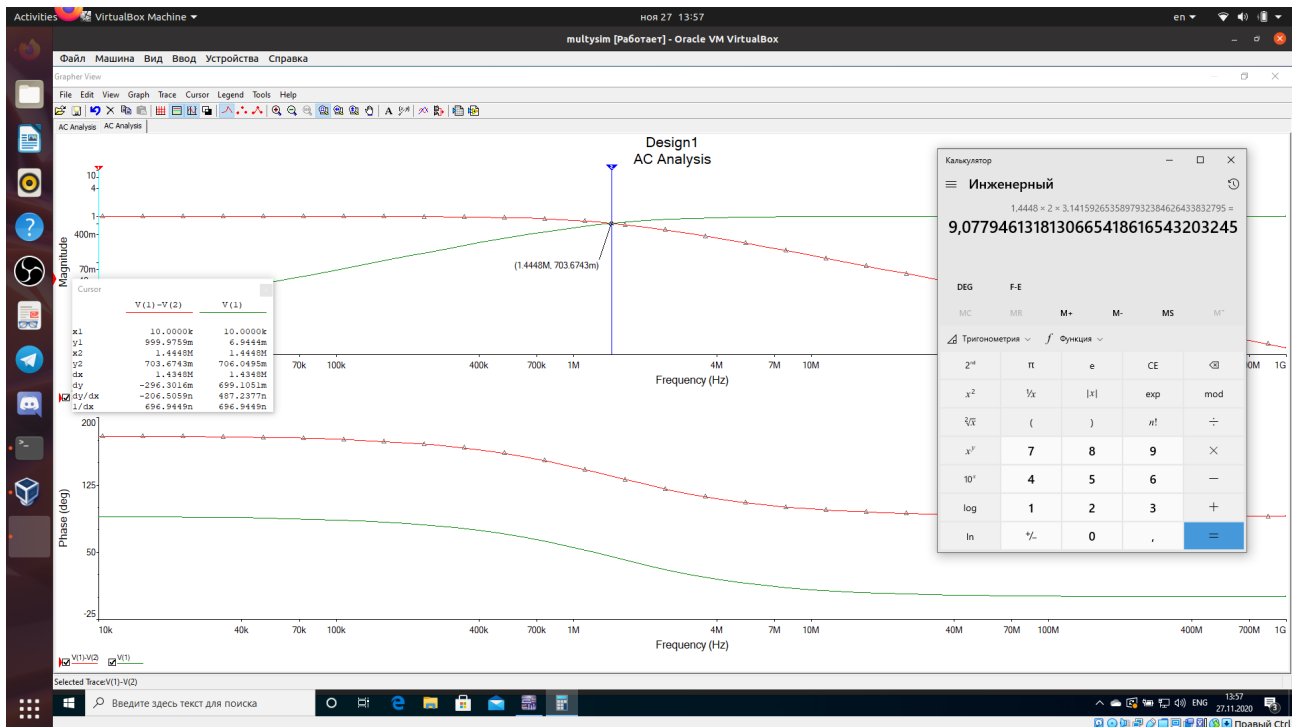 Activities
VirtualBox Machine
ноя 27 13:57
en
multysim [Работает] - Oracle VM VirtualBox
Файл Машина Вид Ввод Устройства Справка
Grapher View
File Edit View Graph Trace Cursor Legend Tools Help
AC Analysis AC Analysis
Design1
AC Analysis
Magnitude
10
4
1
400m
70m
(1.4448M, 703.6743m)
70k 100k 400k 700k 1M 4M 7M 10M 1G
Frequency (Hz)
Cursor
V(1)-V(2) V(1)
x1 10.0000k 10.0000k
y1 999.9759m 6.9444m
x2 1.4448M 1.4448M
y2 703.6743m 706.0495m
dx 1.4348M 1.4348M
dy -296.3016m 699.1051m
dy/dx -206.5059n 487.2377n
1/dx 696.9449n 696.9449n
Phase (deg)
200
125
50
-25
10k 40k 70k 100k 400k 700k 1M 4M 7M 10M 40M 70M 100M 400M 700M 1G
Frequency (Hz)
V(1)-V(2) V(1)
Selected Trace:V(1)-V(2)
Калькулятор
Инженерный
1.4448 × 2 × 3.1415926535897932384626433832795 =
9,0779461318130665418616543203245
DEG F-E
MC MR M+ M- MS M˅
Тригонометрия Функция
2ⁿᵈ π e CE
x² ¹/x |x| exp mod
²√x ( ) n! ÷
xʸ 7 8 9 ×
10ˣ 4 5 6 −
log 1 2 3 +
ln +/− 0 , =
Введите здесь текст для поиска
ENG
13:57
27.11.2020
Правый Ctrl